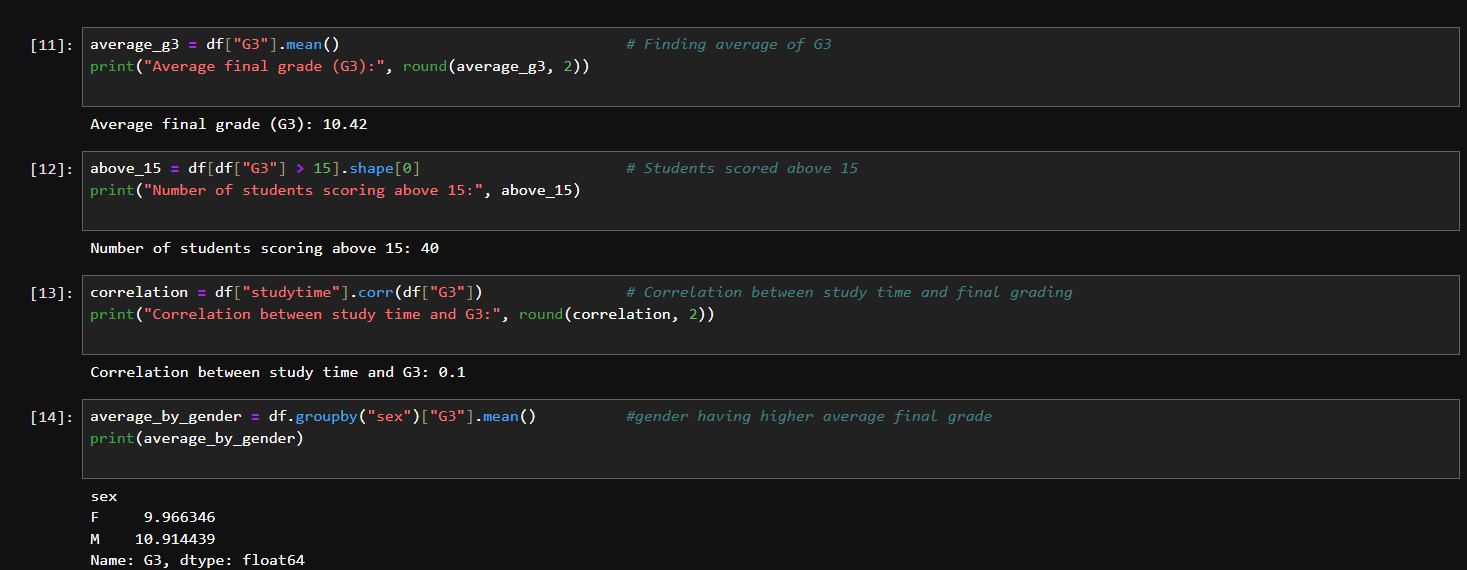 [11]: average_g3 = df["G3"].mean() # Finding average of G3
print("Average final grade (G3):", round(average_g3, 2))
Average final grade (G3): 10.42
[12]: above_15 = df[df["G3"] > 15].shape[0] # Students scored above 15
print("Number of students scoring above 15:", above_15)
Number of students scoring above 15: 40
[13]: correlation = df["studytime"].corr(df["G3"]) # Correlation between study time and final grading
print("Correlation between study time and G3:", round(correlation, 2))
Correlation between study time and G3: 0.1
[14]: average_by_gender = df.groupby("sex")["G3"].mean() #gender having higher average final grade
print(average_by_gender)
sex
F 9.966346
M 10.914439
Name: G3, dtype: float64